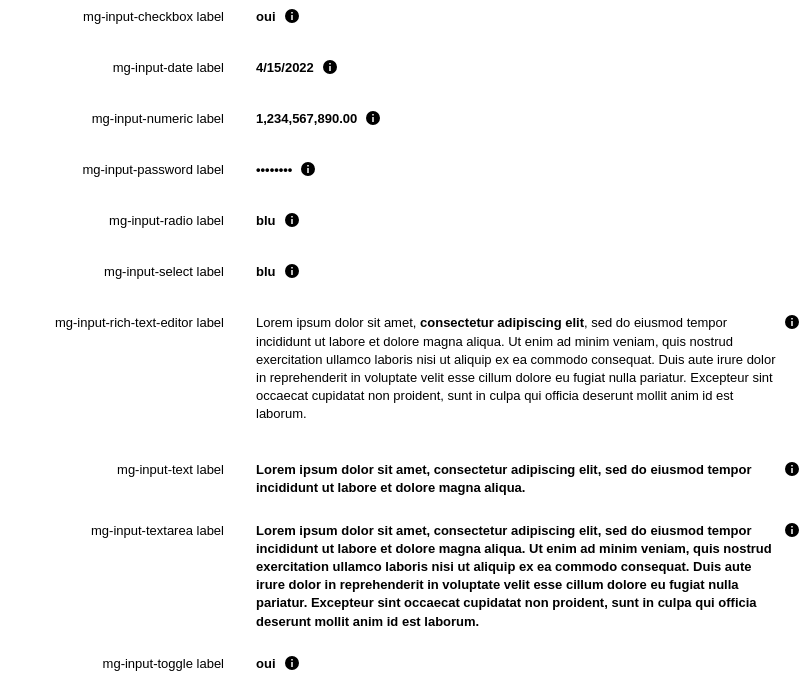 mg-input-checkbox label oui
mg-input-date label 4/15/2022
mg-input-numeric label 1,234,567,890.00
mg-input-password label ••••••••
mg-input-radio label blu
mg-input-select label blu
mg-input-rich-text-editor label Lorem ipsum dolor sit amet, consectetur adipiscing elit, sed do eiusmod tempor
incididunt ut labore et dolore magna aliqua. Ut enim ad minim veniam, quis nostrud
exercitation ullamco laboris nisi ut aliquip ex ea commodo consequat. Duis aute irure dolor
in reprehenderit in voluptate velit esse cillum dolore eu fugiat nulla pariatur. Excepteur sint
occaecat cupidatat non proident, sunt in culpa qui officia deserunt mollit anim id est
laborum.
mg-input-text label Lorem ipsum dolor sit amet, consectetur adipiscing elit, sed do eiusmod tempor
incididunt ut labore et dolore magna aliqua.
mg-input-textarea label Lorem ipsum dolor sit amet, consectetur adipiscing elit, sed do eiusmod tempor
incididunt ut labore et dolore magna aliqua. Ut enim ad minim veniam, quis nostrud
exercitation ullamco laboris nisi ut aliquip ex ea commodo consequat. Duis aute
irure dolor in reprehenderit in voluptate velit esse cillum dolore eu fugiat nulla
pariatur. Excepteur sint occaecat cupidatat non proident, sunt in culpa qui officia
deserunt mollit anim id est laborum.
mg-input-toggle label oui